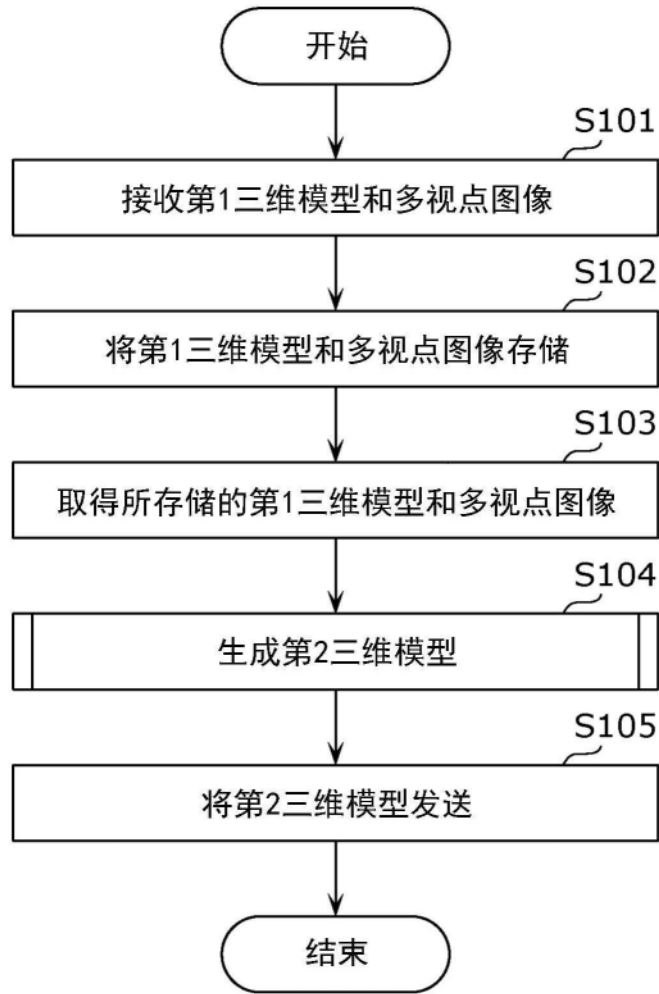 开始
S101
接收第1三维模型和多视点图像
S102
将第1三维模型和多视点图像存储
S103
取得所存储的第1三维模型和多视点图像
S104
生成第2三维模型
S105
将第2三维模型发送
结束